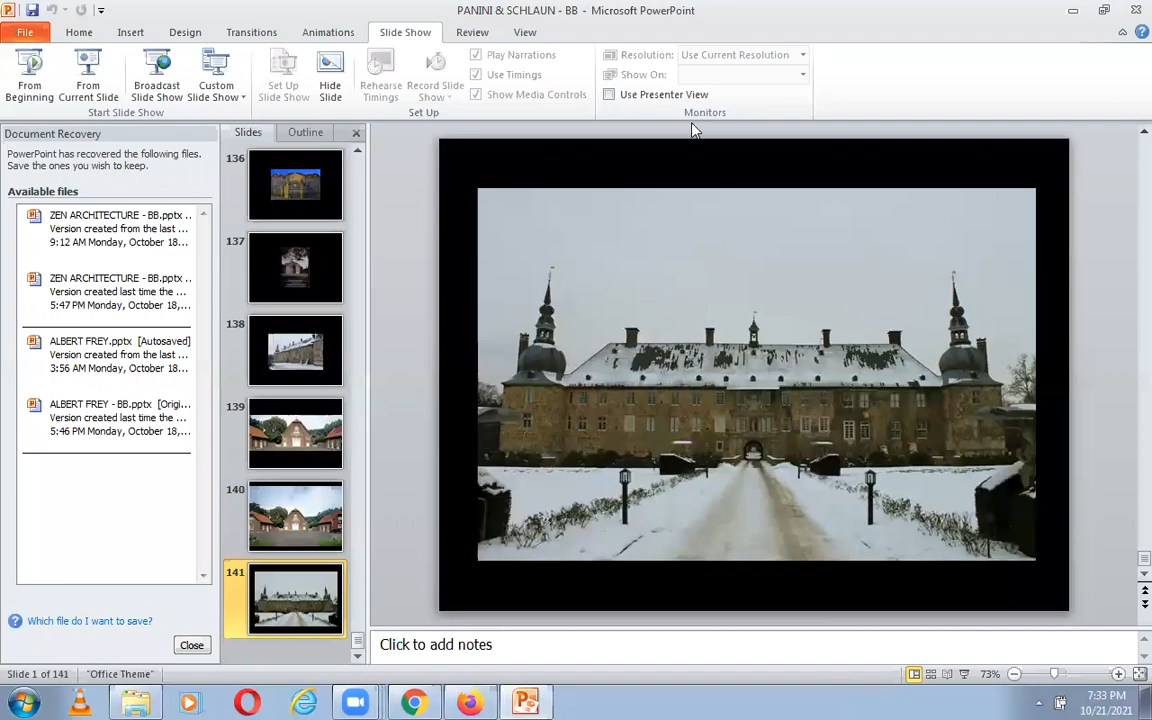 PANINI & SCHLAUN - BB - Microsoft PowerPoint
File Home Insert Design Transitions Animations Slide Show Review View
From Beginning
From Current Slide
Broadcast Slide Show
Custom Slide Show
Start Slide Show
Set Up Slide Show
Hide Slide
Rehearse Timings
Record Slide Show
Play Narrations
Use Timings
Show Media Controls
Set Up
Resolution: Use Current Resolution
Show On:
Use Presenter View
Monitors
Document Recovery
PowerPoint has recovered the following files.
Save the ones you wish to keep.
Available files
ZEN ARCHITECTURE - BB.pptx ..
Version created from the last ...
9:12 AM Monday, October 18...
ZEN ARCHITECTURE - BB.pptx ..
Version created last time the ...
5:47 PM Monday, October 18,...
ALBERT FREY.pptx [Autosaved]
Version created from the last ...
3:56 AM Monday, October 18...
ALBERT FREY - BB.pptx [Origi...
Version created last time the ...
5:46 PM Monday, October 18,...
Which file do I want to save?
Close
Slides Outline
136
137
138
139
140
141
Click to add notes
Slide 1 of 141 "Office Theme" 73%
7:33 PM
10/21/2021